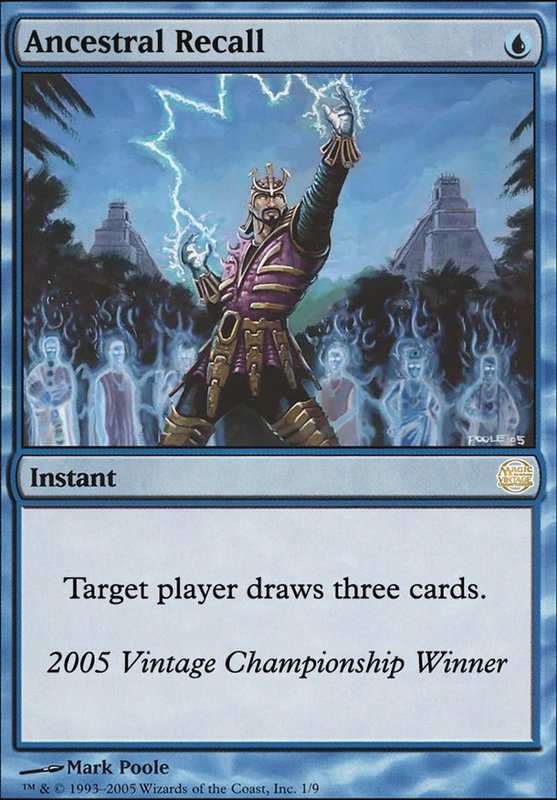 Ancestral Recall
POOLE 05
Instant
MAGIC
VINTAGE
CHAMPIONSHIP
Target player draws three cards.
2005 Vintage Championship Winner
Mark Poole
™ & © 1993–2005 Wizards of the Coast, Inc. 1/9